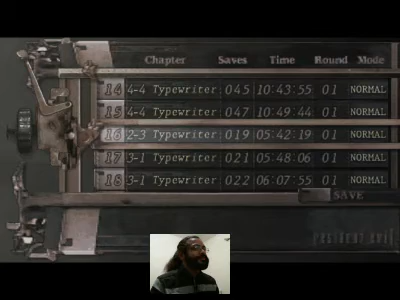 Chapter Saves Time Round Mode
14 4-4 Typewriter 045 10:43:55 01 NORMAL
15 4-4 Typewriter 047 10:49:44 01 NORMAL
16 2-3 Typewriter 019 05:42:19 01 NORMAL
17 3-1 Typewriter 021 05:48:06 01 NORMAL
18 3-1 Typewriter 022 06:07:55 01 NORMAL
SAVE
RESIDENT EVIL